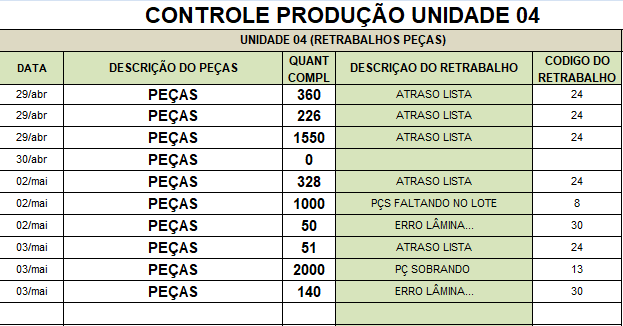 CONTROLE PRODUÇÃO UNIDADE 04
UNIDADE 04 (RETRABALHOS PEÇAS)
DATA DESCRIÇÃO DO PEÇAS QUANT COMPL DESCRIÇAO DO RETRABALHO CODIGO DO RETRABALHO
29/abr PEÇAS 360 ATRASO LISTA 24
29/abr PEÇAS 226 ATRASO LISTA 24
29/abr PEÇAS 1550 ATRASO LISTA 24
30/abr PEÇAS 0
02/mai PEÇAS 328 ATRASO LISTA 24
02/mai PEÇAS 1000 PÇS FALTANDO NO LOTE 8
02/mai PEÇAS 50 ERRO LÂMINA... 30
03/mai PEÇAS 51 ATRASO LISTA 24
03/mai PEÇAS 2000 PÇ SOBRANDO 13
03/mai PEÇAS 140 ERRO LÂMINA... 30